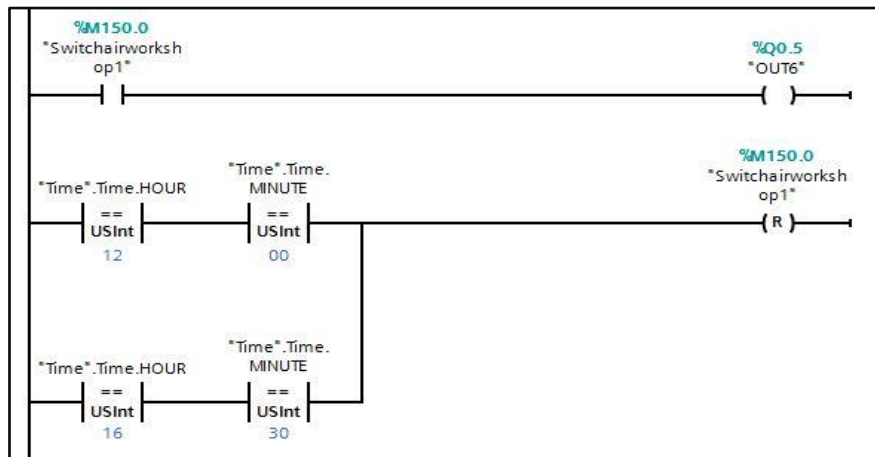 %M150.0
"Switchairworksh
op1"
%Q0.5
"OUT6"
"Time".Time.HOUR
==
USInt
12
"Time".Time.
MINUTE
==
USInt
00
%M150.0
"Switchairworksh
op1"
R
"Time".Time.HOUR
==
USInt
16
"Time".Time.
MINUTE
==
USInt
30